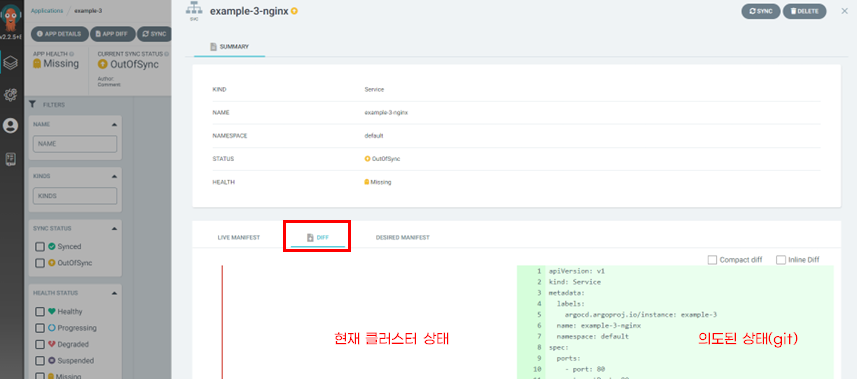 Applications / example-3
v2.2.5+
APP DETAILS
APP DIFF
SYNC
APP HEALTH
Missing
CURRENT SYNC STATUS
OutOfSync
Author:
Comment:
FILTERS
NAME
NAME
KINDS
KINDS
SYNC STATUS
Synced
OutOfSync
HEALTH STATUS
Healthy
Progressing
Degraded
Suspended
Missing
SVC
example-3-nginx
SYNC
DELETE
SUMMARY
KIND Service
NAME example-3-nginx
NAMESPACE default
STATUS OutOfSync
HEALTH Missing
LIVE MANIFEST
DIFF
DESIRED MANIFEST
Compact diff
Inline Diff
현재 클러스터 상태
의도된 상태(git)
1 apiVersion: v1
2 kind: Service
3 metadata:
4 labels:
5 argocd.argoproj.io/instance: example-3
6 name: example-3-nginx
7 namespace: default
8 spec:
9 ports:
10 - port: 80